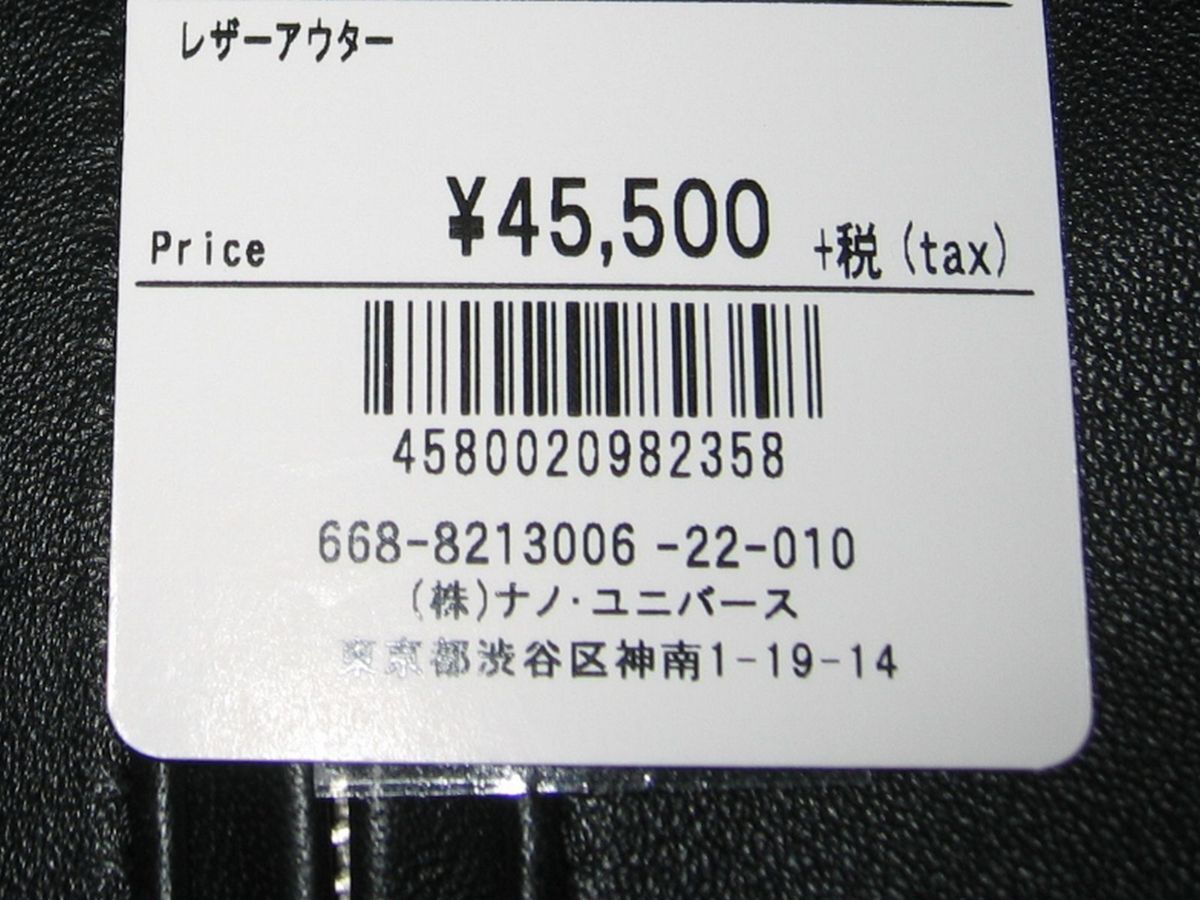 レザーアウター
Price ¥45,500 +税(tax)
4580020982358
668-8213006 -22-010
(株)ナノ・ユニバース
東京都渋谷区神南1-19-14